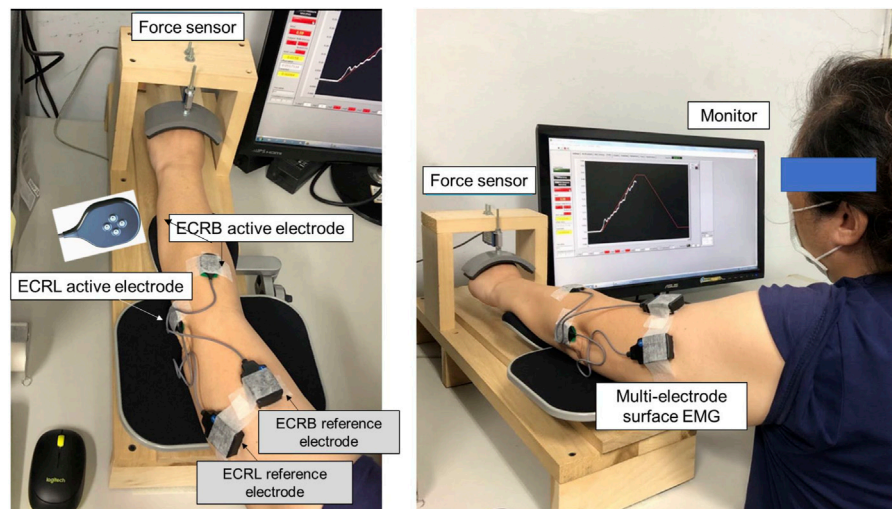 Force sensor
ECRB active electrode
ECRL active electrode
ECRB reference
electrode
ECRL reference
electrode
logitech
Monitor
Force sensor
ASUS
Multi-electrode
surface EMG